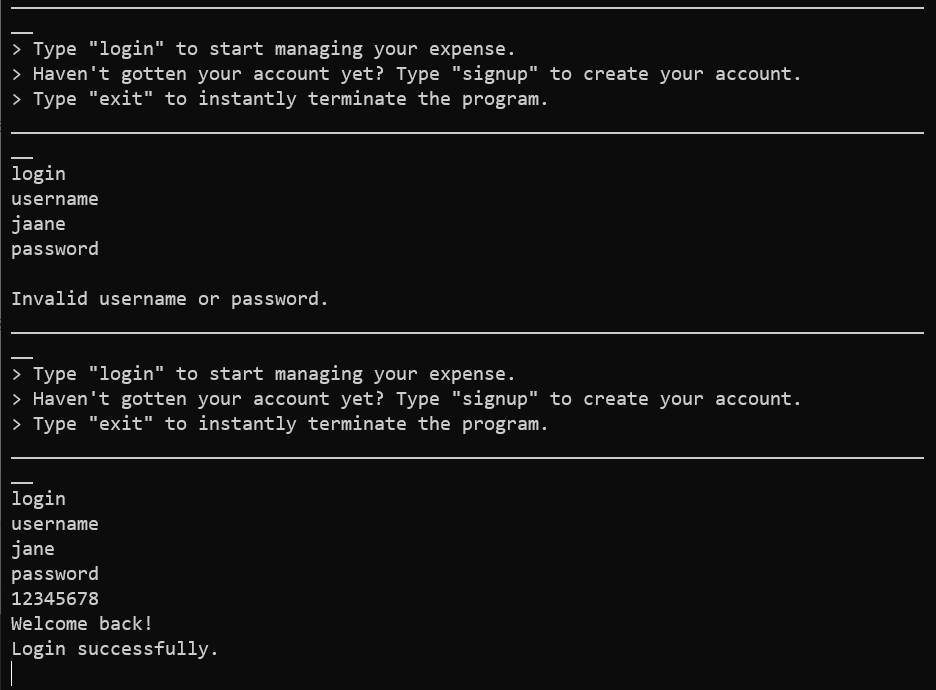 > Type "login" to start managing your expense.
> Haven't gotten your account yet? Type "signup" to create your account.
> Type "exit" to instantly terminate the program.
login
username
jaane
password
Invalid username or password.
> Type "login" to start managing your expense.
> Haven't gotten your account yet? Type "signup" to create your account.
> Type "exit" to instantly terminate the program.
login
username
jane
password
12345678
Welcome back!
Login successfully.